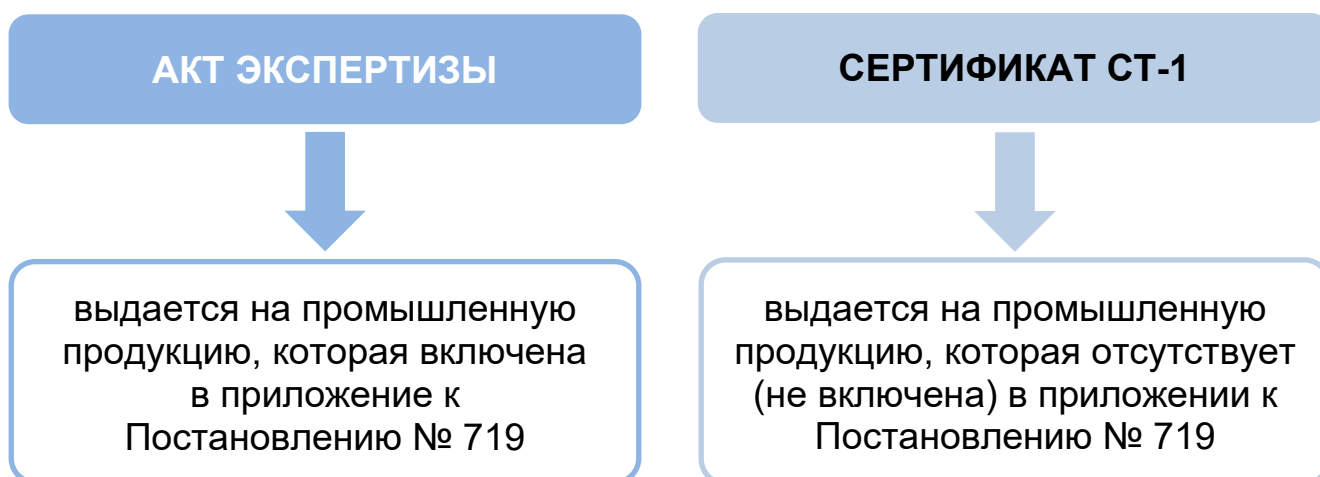 АКТ ЭКСПЕРТИЗЫ
выдается на промышленную
продукцию, которая включена
в приложение к
Постановлению № 719
СЕРТИФИКАТ СТ-1
выдается на промышленную
продукцию, которая отсутствует
(не включена) в приложении к
Постановлению № 719